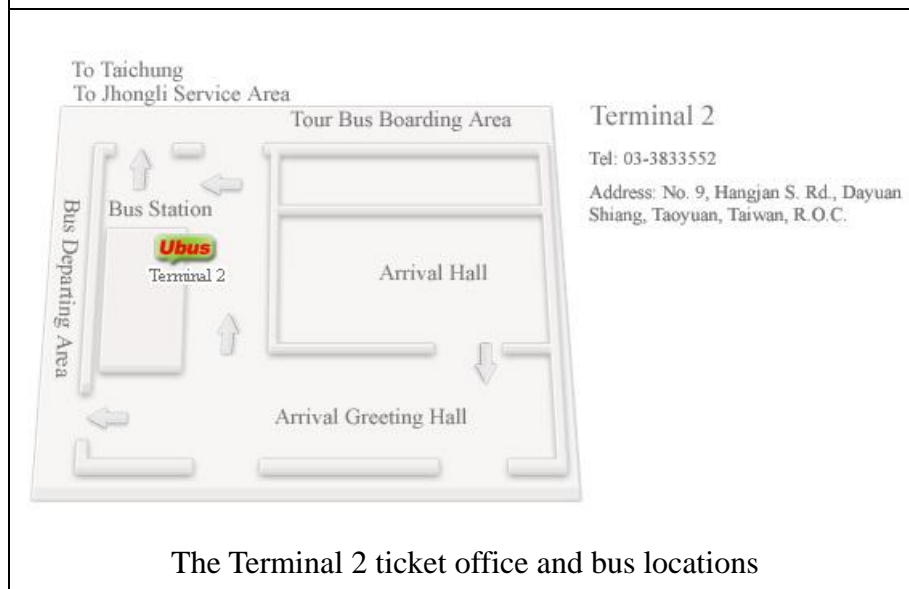 To Taichung
To Jhongli Service Area
Tour Bus Boarding Area
Terminal 2
Tel: 03-3833552
Address: No. 9, Hangjan S. Rd., Dayuan
Shiang, Taoyuan, Taiwan, R.O.C.
Bus Station
Ubus
Terminal 2
Bus Departing Area
Arrival Hall
Arrival Greeting Hall
The Terminal 2 ticket office and bus locations